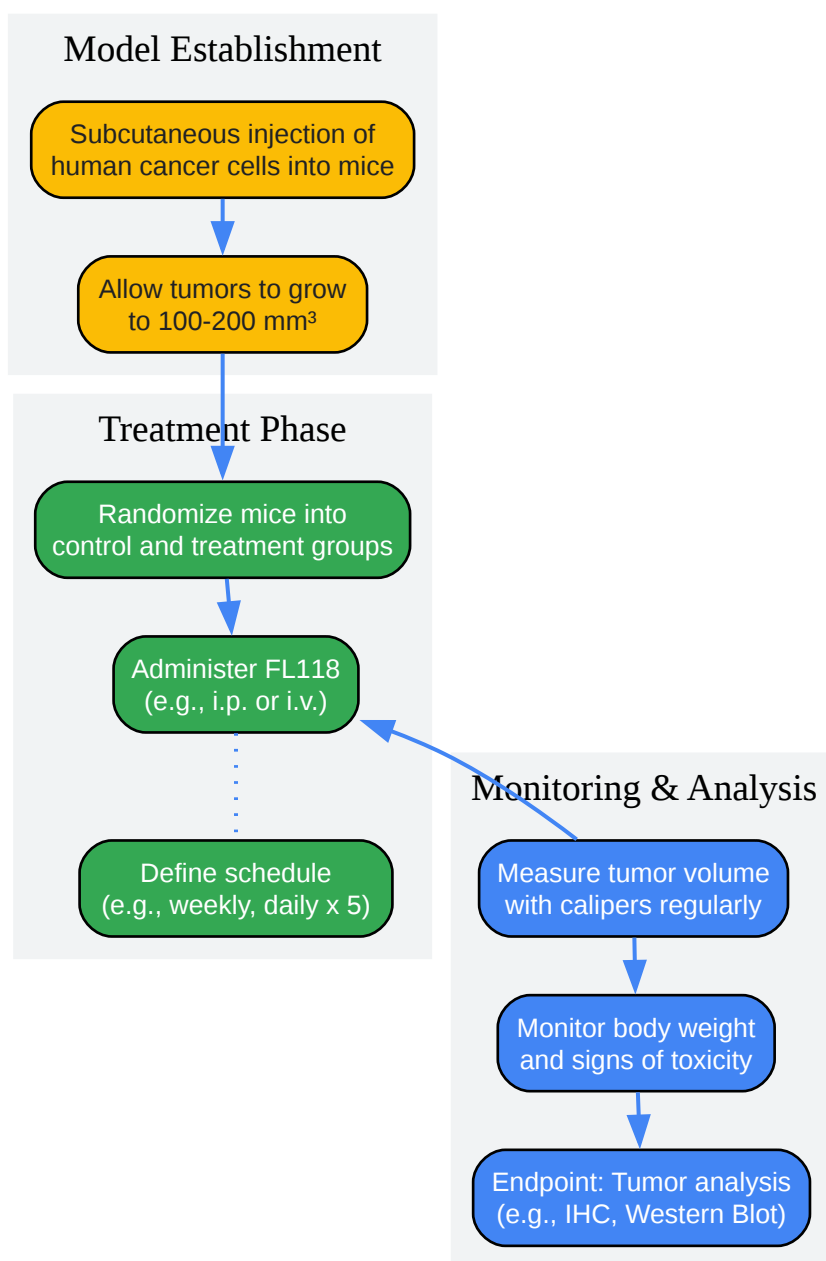 Model Establishment
Subcutaneous injection of
human cancer cells into mice
Allow tumors to grow
to 100-200 mm³
Treatment Phase
Randomize mice into
control and treatment groups
Administer FL118
(e.g., i.p. or i.v.)
Define schedule
(e.g., weekly, daily x 5)
Monitoring & Analysis
Measure tumor volume
with calipers regularly
Monitor body weight
and signs of toxicity
Endpoint: Tumor analysis
(e.g., IHC, Western Blot)